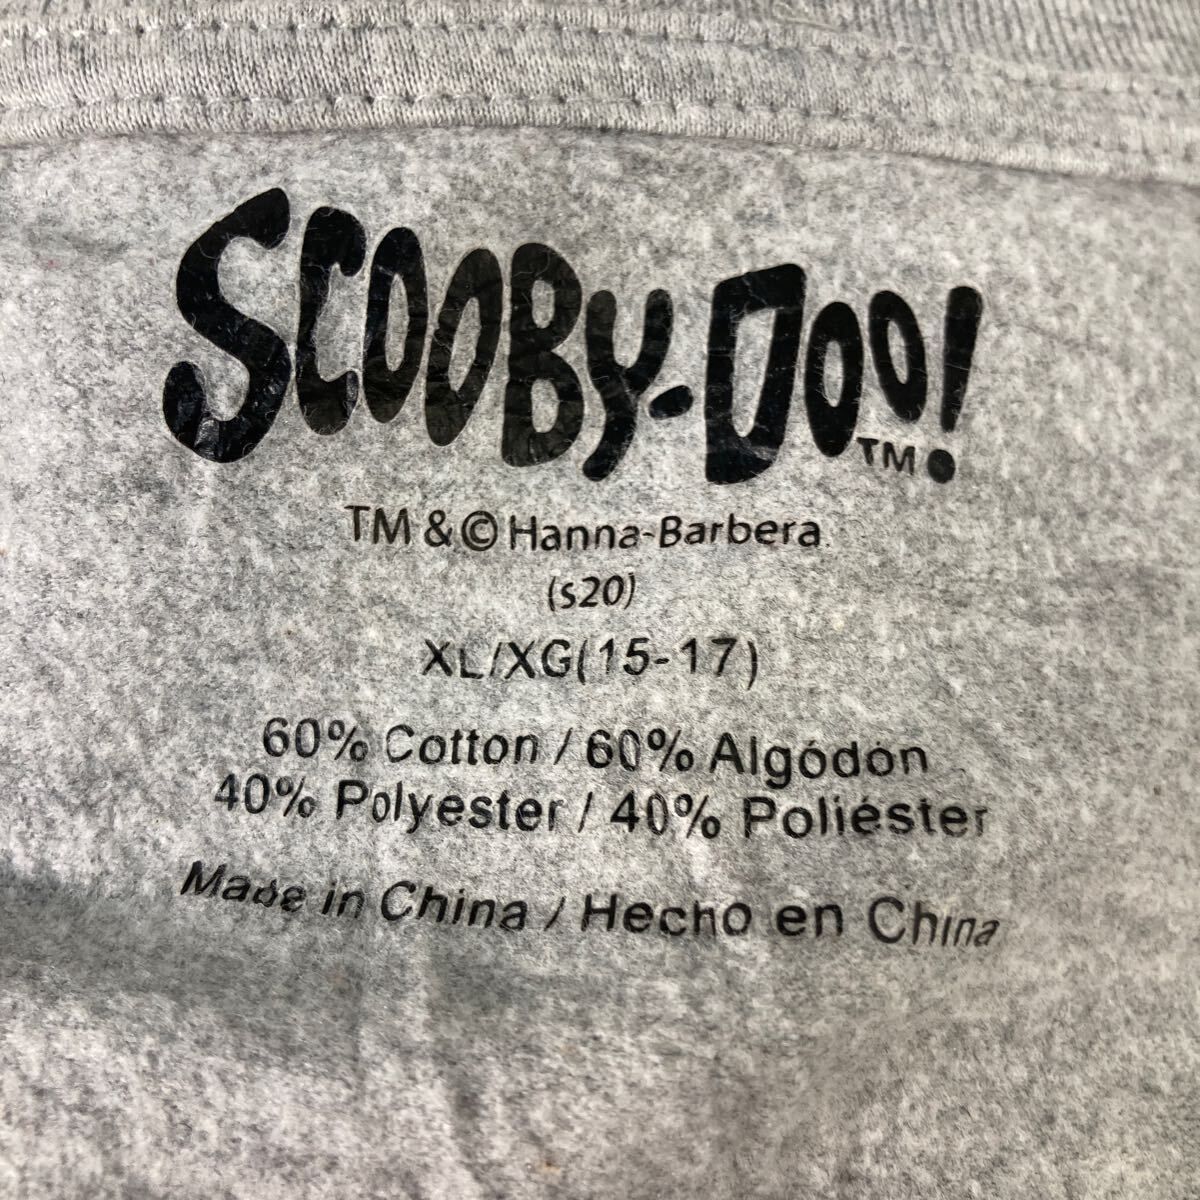 SCOOBY-DOO!™
TM & © Hanna-Barbera.
(s20)
XL/XG(15-17)
60% Cotton / 60% Algodón
40% Polyester / 40% Poliéster
Made in China / Hecho en China